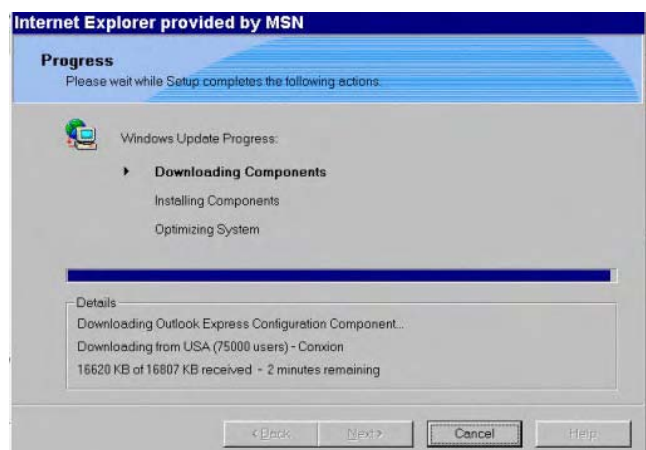 Internet Explorer provided by MSN
Progress
Please wait while Setup completes the following actions.
Windows Update Progress:
Downloading Components
Installing Components
Optimizing System
Details
Downloading Outlook Express Configuration Component...
Downloading from USA (75000 users) - Conxion
16620 KB of 16807 KB received - 2 minutes remaining
< Back Next > Cancel Help